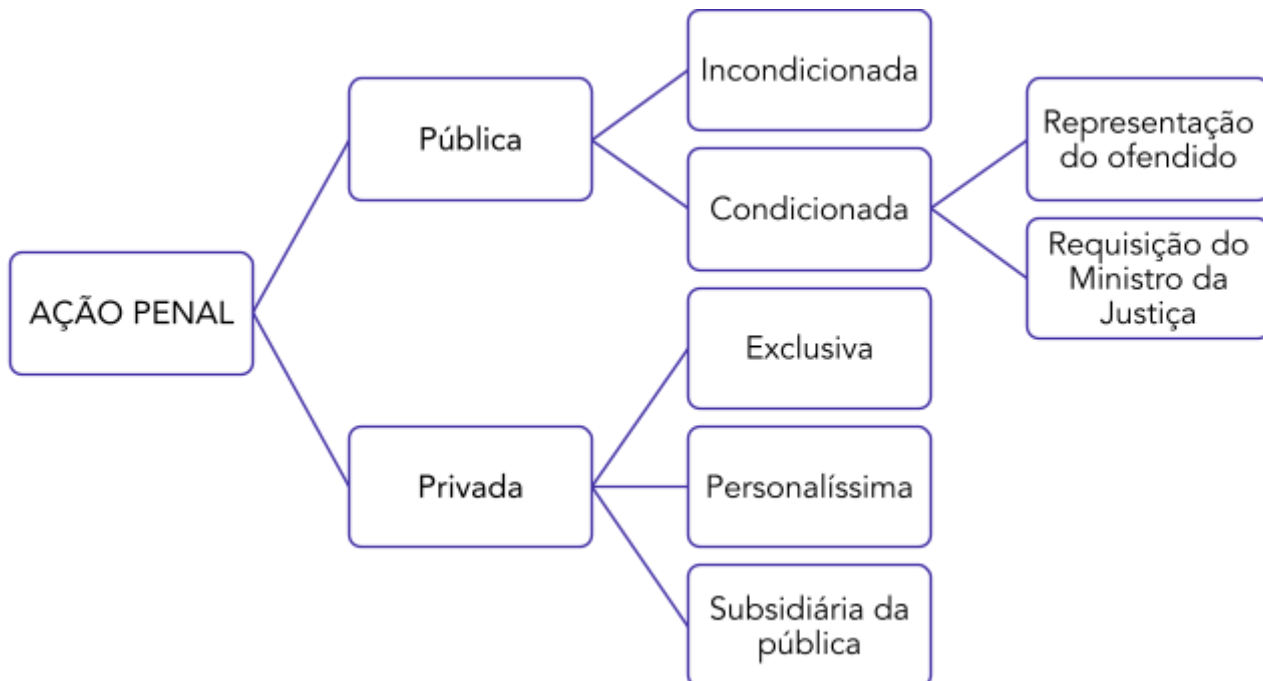 AÇÃO PENAL
Pública
Incondicionada
Condicionada
Representação
do ofendido
Requisição do
Ministro da
Justiça
Privada
Exclusiva
Personalíssima
Subsidiária da
pública